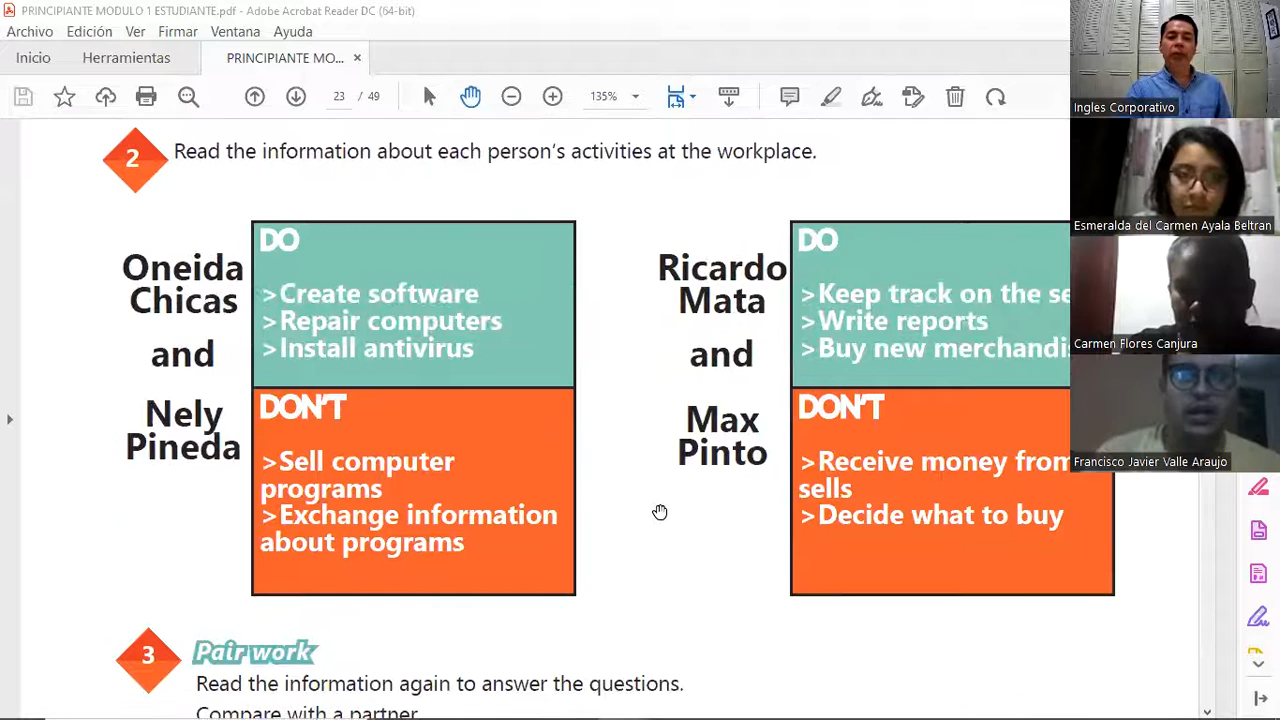 PRINCIPIANTE MODULO 1 ESTUDIANTE.pdf - Adobe Acrobat Reader DC (64-bit)
Archivo Edición Ver Firmar Ventana Ayuda
Inicio Herramientas PRINCIPIANTE MO... ×
23 / 49 135%
2 Read the information about each person's activities at the workplace.
Oneida
Chicas
and
Nely
Pineda
DO
>Create software
>Repair computers
>Install antivirus
DON'T
>Sell computer
programs
>Exchange information
about programs
Ricardo
Mata
and
Max
Pinto
DO
>Keep track on the se
>Write reports
>Buy new merchandi
DON'T
>Receive money from
sells
>Decide what to buy
3 Pair work
Read the information again to answer the questions.
Compare with a partner
Ingles Corporativo
Esmeralda del Carmen Ayala Beltran
Carmen Flores Canjura
Francisco Javier Valle Araujo